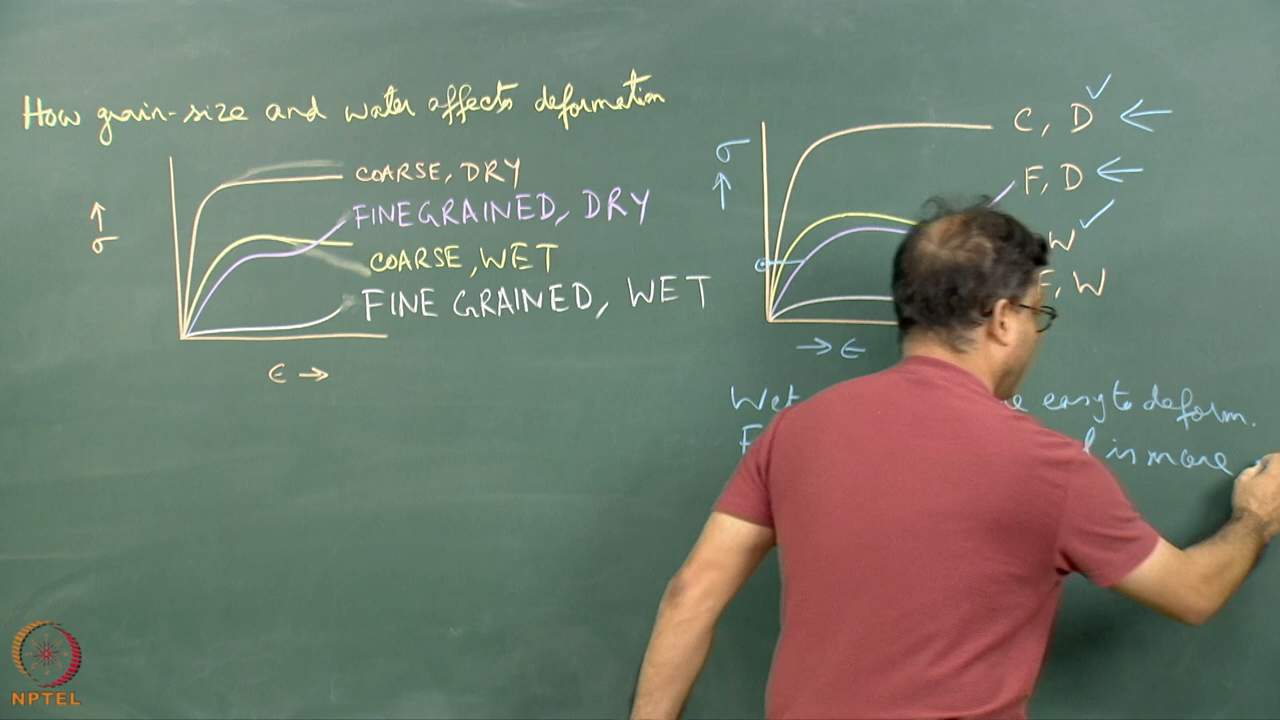 How grain-size and water affects deformation
σ
COARSE, DRY
FINEGRAINED, DRY
COARSE, WET
FINE GRAINED, WET
ε →
σ
C, D
F, D
W
F, W
→ ε
Wet easy to deform.
F is more
NPTEL